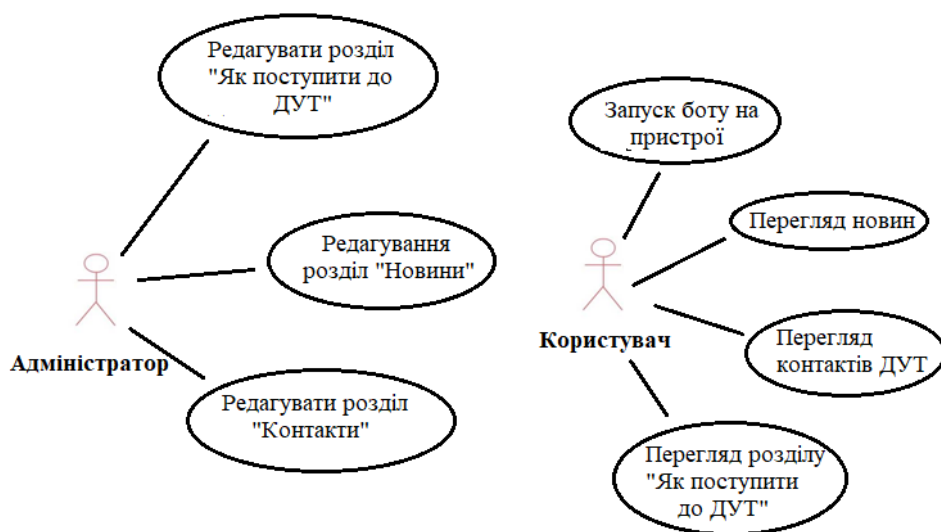 Редагувати розділ
"Як поступити до
ДУТ"
Редагування
розділ "Новини"
Адміністратор
Редагувати розділ
"Контакти"
Запуск боту на
пристрої
Перегляд новин
Користувач
Перегляд
контактів ДУТ
Перегляд розділу
"Як поступити
до ДУТ"